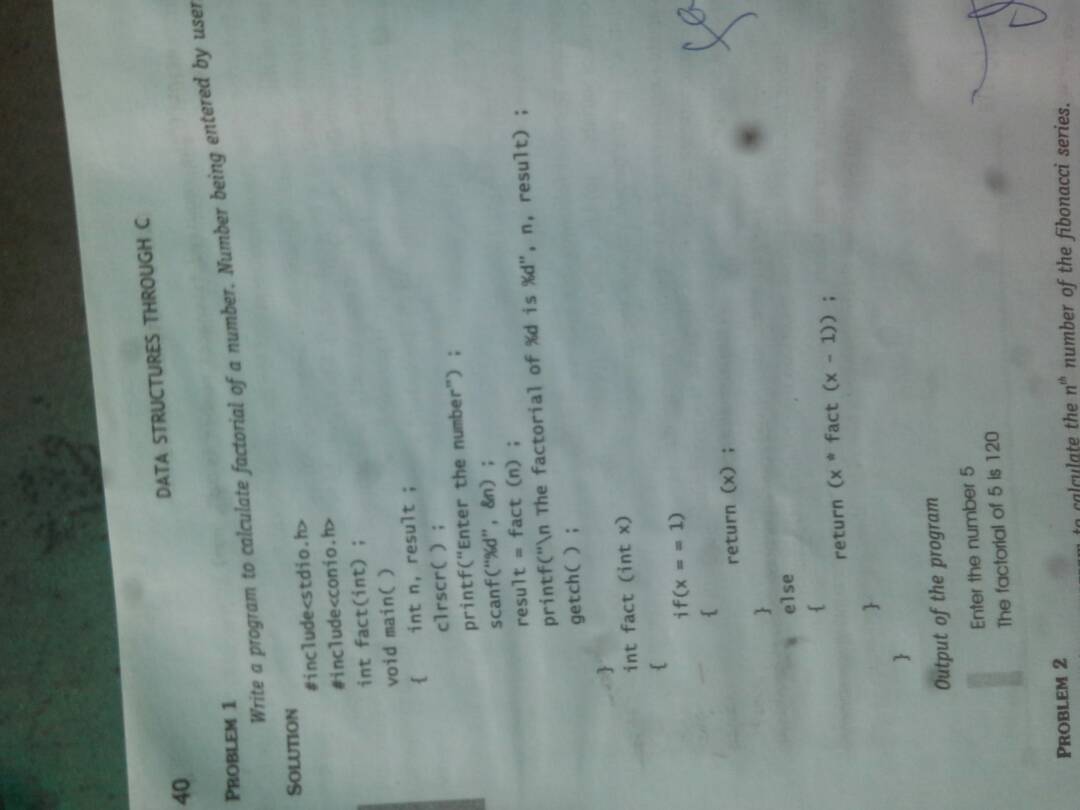 40
DATA STRUCTURES THROUGH C
PROBLEM 1
Write a program to calculate factorial of a number. Number being entered by user
SOLUTION
#include<stdio.h>
#include<conio.h>
int fact(int) ;
void main( )
{ int n, result ;
clrscr( ) ;
printf("Enter the number") ;
scanf("%d", &n) ;
result = fact (n) ;
printf("\n The factorial of %d is %d", n, result) ;
getch( ) ;
}
int fact (int x)
{
if(x = = 1)
{
return (x) ;
}
else
{
return (x * fact (x - 1)) ;
}
}
Output of the program
Enter the number 5
The factorial of 5 is 120
PROBLEM 2
to calculate the nth number of the fibonacci series.